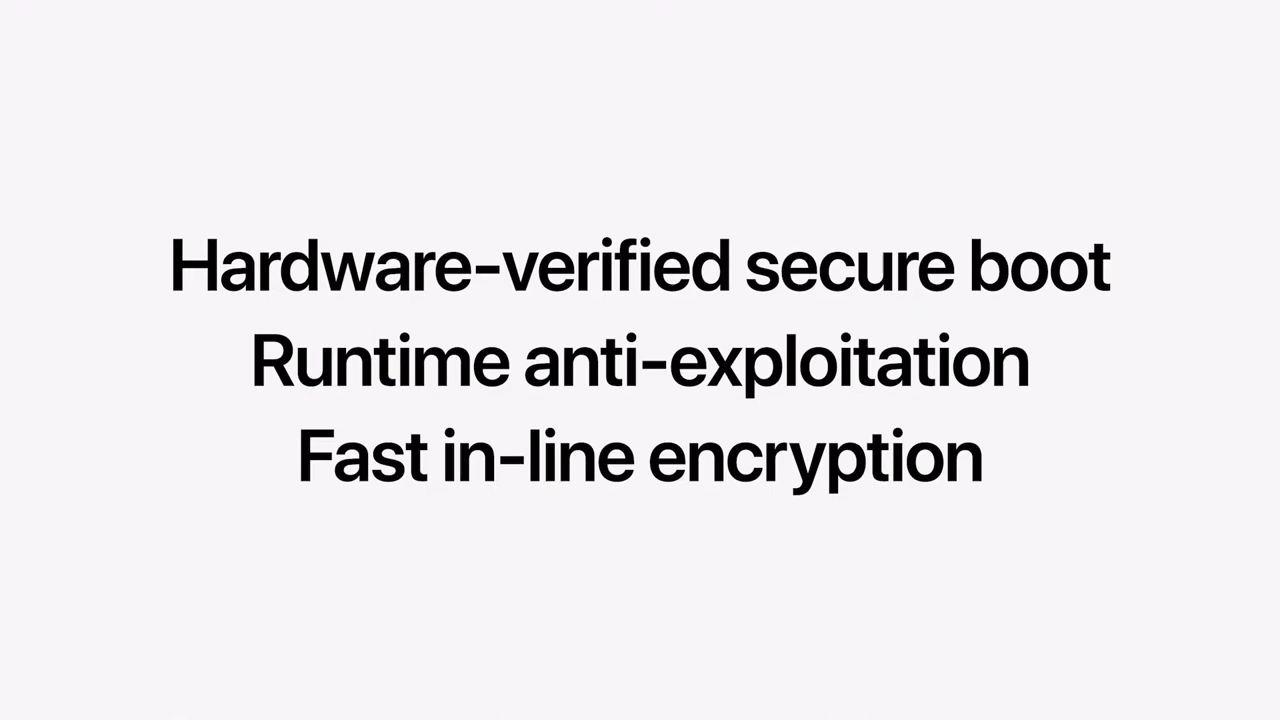 Hardware-verified secure boot
Runtime anti-exploitation
Fast in-line encryption